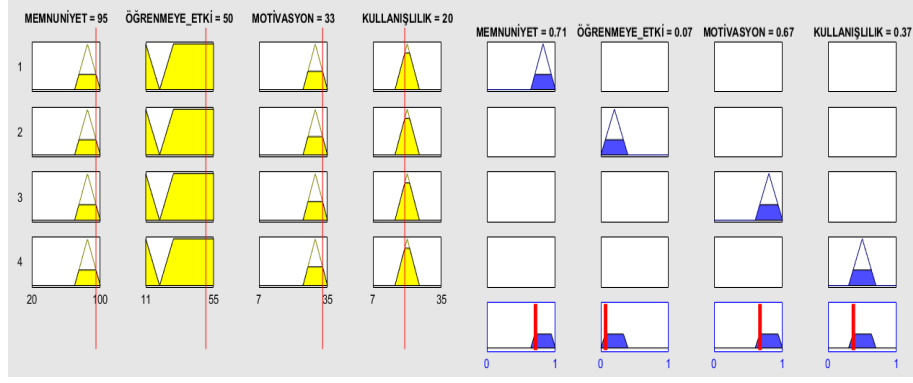 MEMNUNİYET = 95 ÖĞRENMEYE_ETKİ = 50 MOTİVASYON = 33 KULLANIŞLILIK = 20
MEMNUNİYET = 0.71 ÖĞRENMEYE_ETKİ = 0.07 MOTİVASYON = 0.67 KULLANIŞLILIK = 0.37
1
2
3
4
20 100 11 55 7 35 7 35
0 1 0 1 0 1 0 1